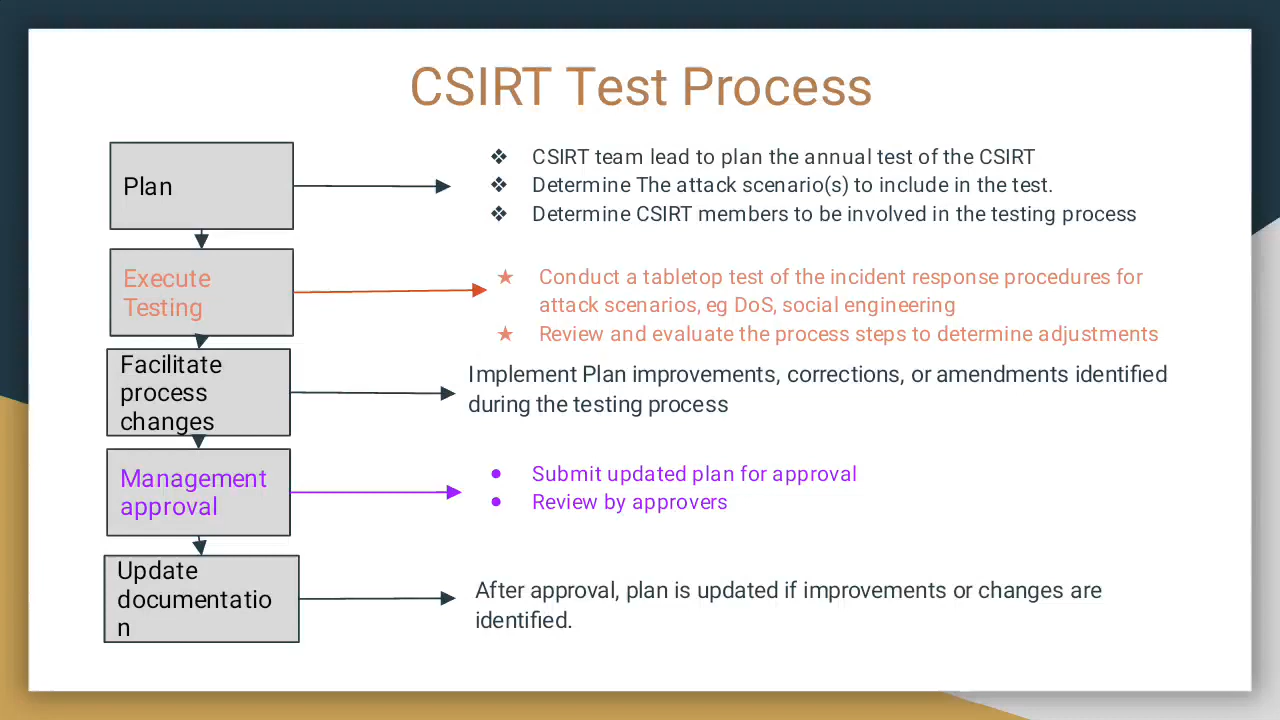 CSIRT Test Process
Plan
❖ CSIRT team lead to plan the annual test of the CSIRT
❖ Determine The attack scenario(s) to include in the test.
❖ Determine CSIRT members to be involved in the testing process
Execute
Testing
★ Conduct a tabletop test of the incident response procedures for
attack scenarios, eg DoS, social engineering
★ Review and evaluate the process steps to determine adjustments
Facilitate
process
changes
Implement Plan improvements, corrections, or amendments identified
during the testing process
Management
approval
● Submit updated plan for approval
● Review by approvers
Update
documentatio
n
After approval, plan is updated if improvements or changes are
identified.